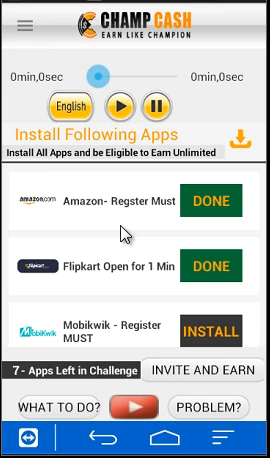 CHAMP CASH
EARN LIKE CHAMPION
0min,0sec
0min,0sec
English
Install Following Apps
Install All Apps and be Eligible to Earn Unlimited
amazon.com
Amazon- Regster Must
DONE
Flipkart
Flipkart Open for 1 Min
DONE
MobiKwik
Mobikwik - Register
MUST
INSTALL
7 - Apps Left in Challenge
INVITE AND EARN
WHAT TO DO?
PROBLEM?